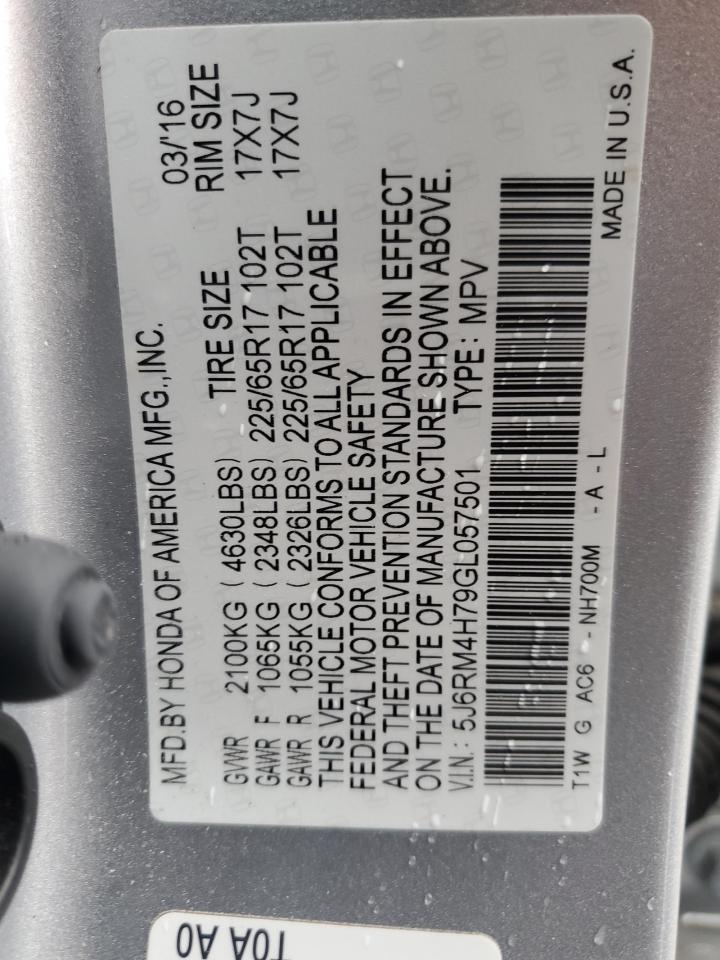 MFD.BY HONDA OF AMERICA MFG.,INC. 03/'16
TIRE SIZE RIM SIZE
GVWR 2100KG ( 4630LBS)
GAWR F 1065KG ( 2348LBS) 225/65R17 102T 17X7J
GAWR R 1055KG ( 2326LBS) 225/65R17 102T 17X7J
THIS VEHICLE CONFORMS TO ALL APPLICABLE
FEDERAL MOTOR VEHICLE SAFETY
AND THEFT PREVENTION STANDARDS IN EFFECT
ON THE DATE OF MANUFACTURE SHOWN ABOVE.
V.I.N.: 5J6RM4H79GL057501 TYPE: MPV
T1W G AC6 - NH700M - A - L
MADE IN U.S.A.
T0A A0